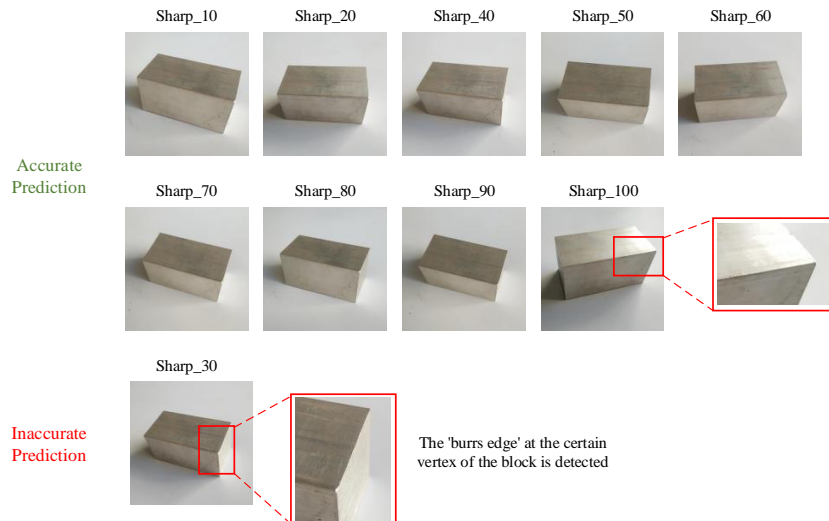 Sharp_10
Sharp_20
Sharp_40
Sharp_50
Sharp_60
Accurate
Prediction
Sharp_70
Sharp_80
Sharp_90
Sharp_100
Sharp_30
Inaccurate
Prediction
The 'burrs edge' at the certain
vertex of the block is detected